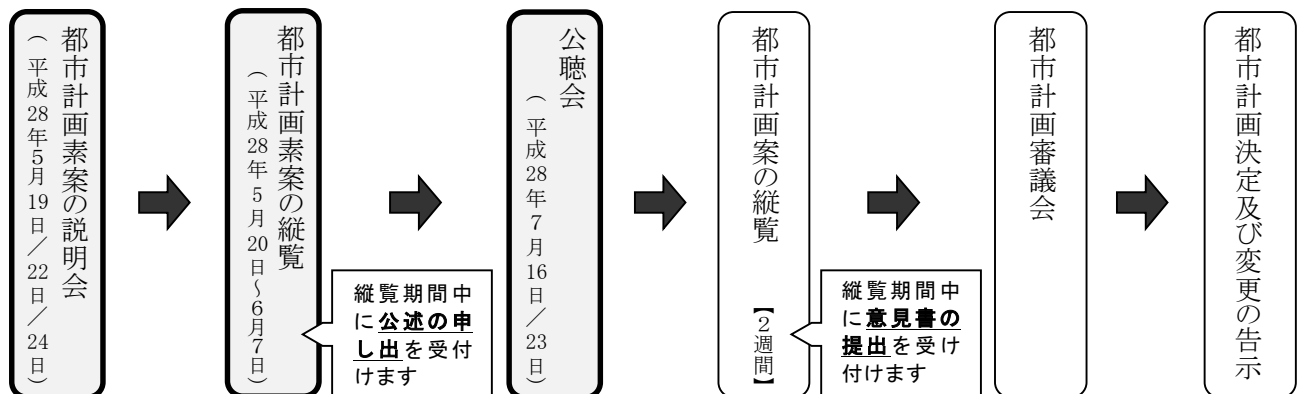 都市計画素案の説明会
（平成28年5月19日／22日／24日）
都市計画素案の縦覧
（平成28年5月20日～6月7日）
縦覧期間中
に公述の申
し出を受付
けます
公聴会
（平成28年7月16日／23日）
都市計画案の縦覧
【2週間】
縦覧期間中
に意見書の
提出を受け
付けます
都市計画審議会
都市計画決定及び変更の告示